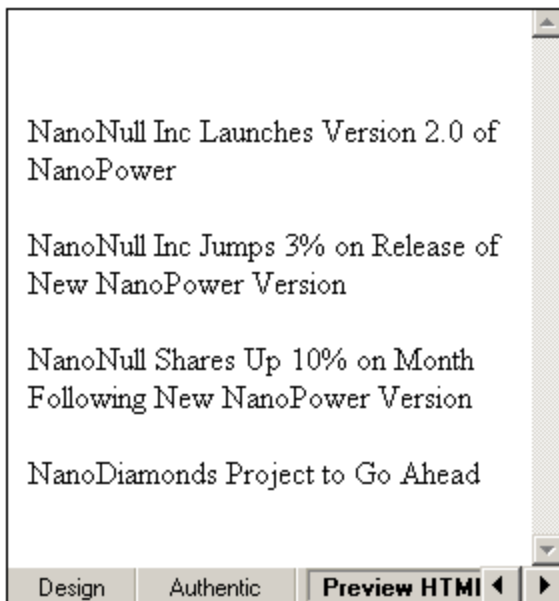 NanoNull Inc Launches Version 2.0 of
NanoPower
NanoNull Inc Jumps 3% on Release of
New NanoPower Version
NanoNull Shares Up 10% on Month
Following New NanoPower Version
NanoDiamonds Project to Go Ahead
Design Authentic Preview HTML